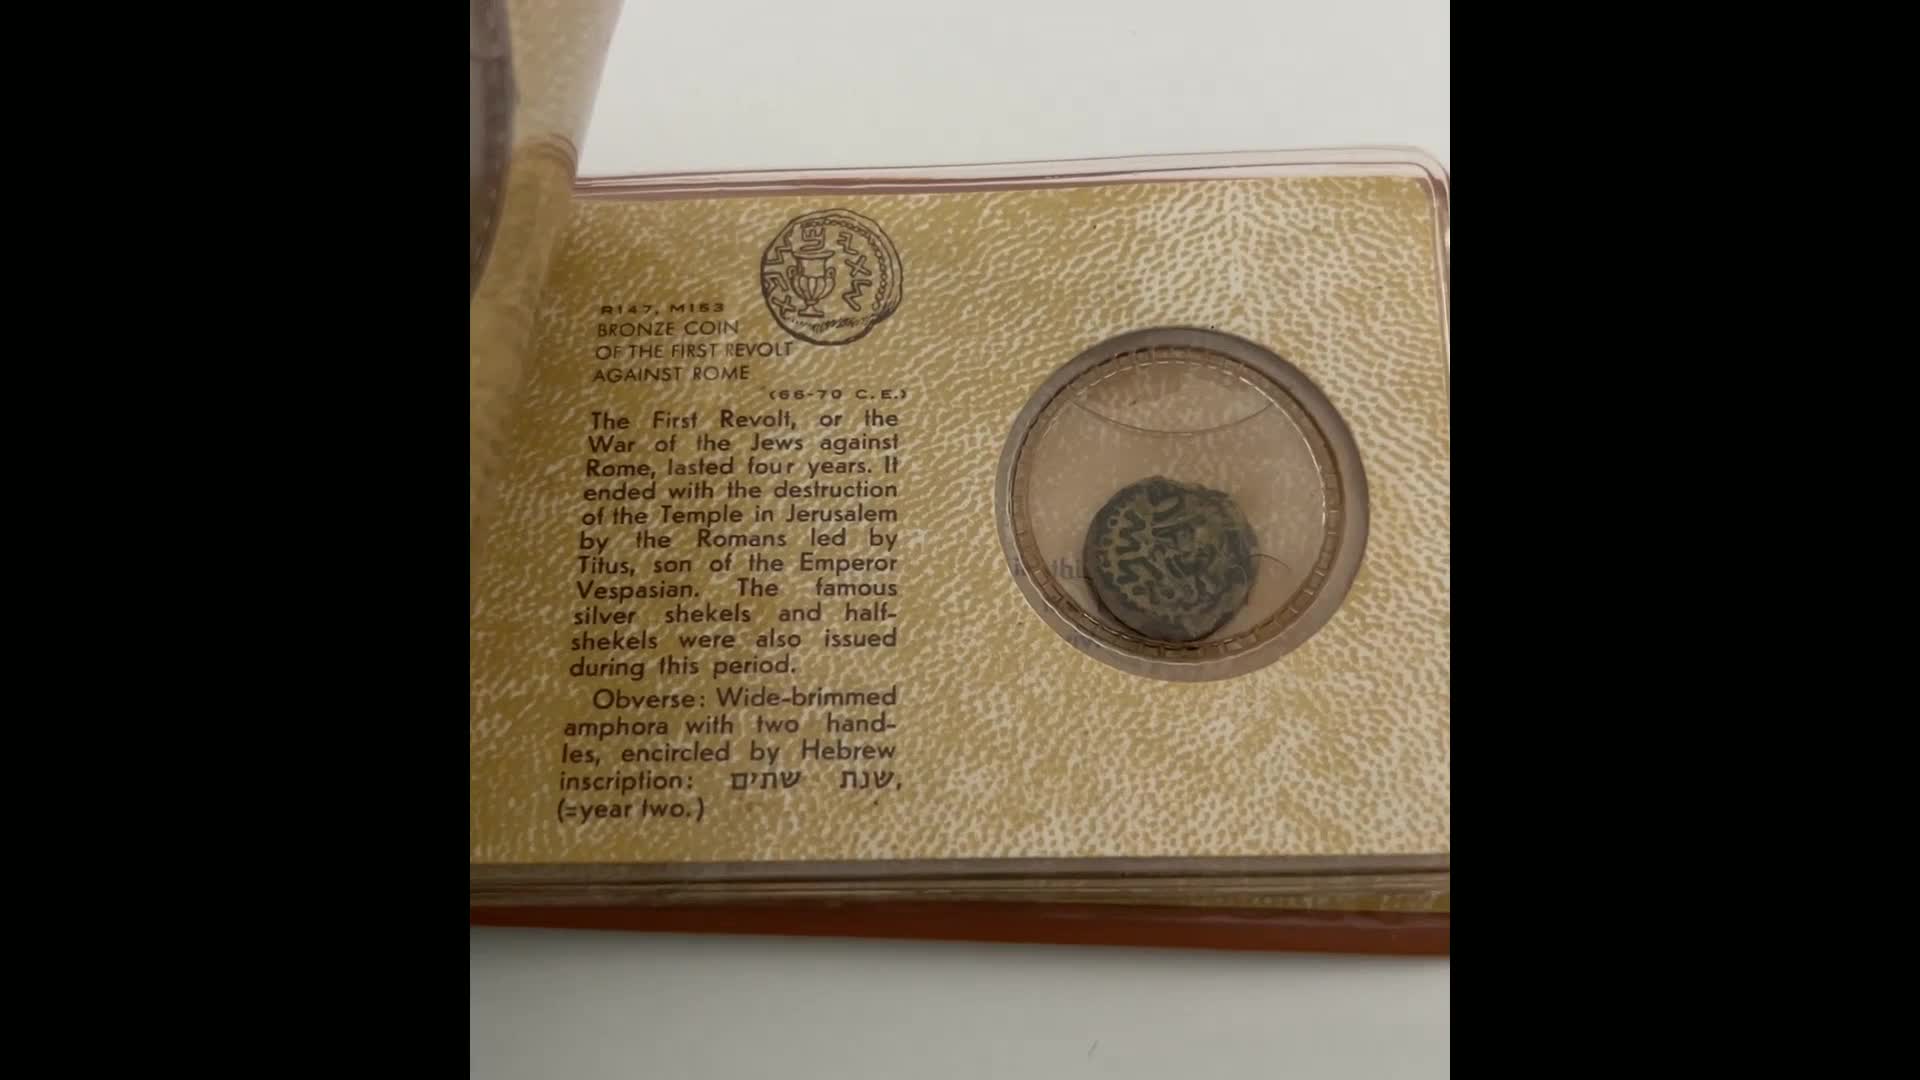 R147, M153
BRONZE COIN
OF THE FIRST REVOLT
AGAINST ROME
(66-70 C.E.)
The First Revolt, or the
War of the Jews against
Rome, lasted four years. It
ended with the destruction
of the Temple in Jerusalem
by the Romans led by
Titus, son of the Emperor
Vespasian. The famous
silver shekels and half-
shekels were also issued
during this period.
Obverse: Wide-brimmed
amphora with two hand-
les, encircled by Hebrew
inscription: שנת שתים,
(=year two.)